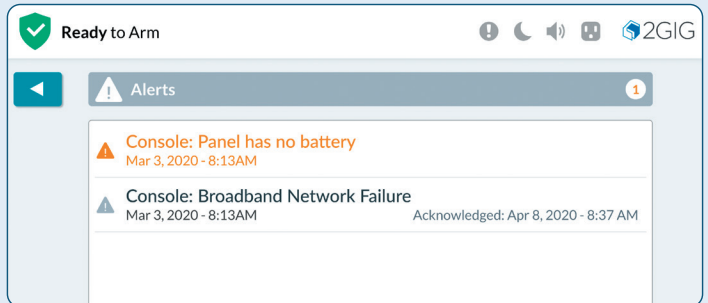 Ready to Arm
2GIG
Alerts
1
Console: Panel has no battery
Mar 3, 2020 - 8:13AM
Console: Broadband Network Failure
Mar 3, 2020 - 8:13AM Acknowledged: Apr 8, 2020 - 8:37 AM